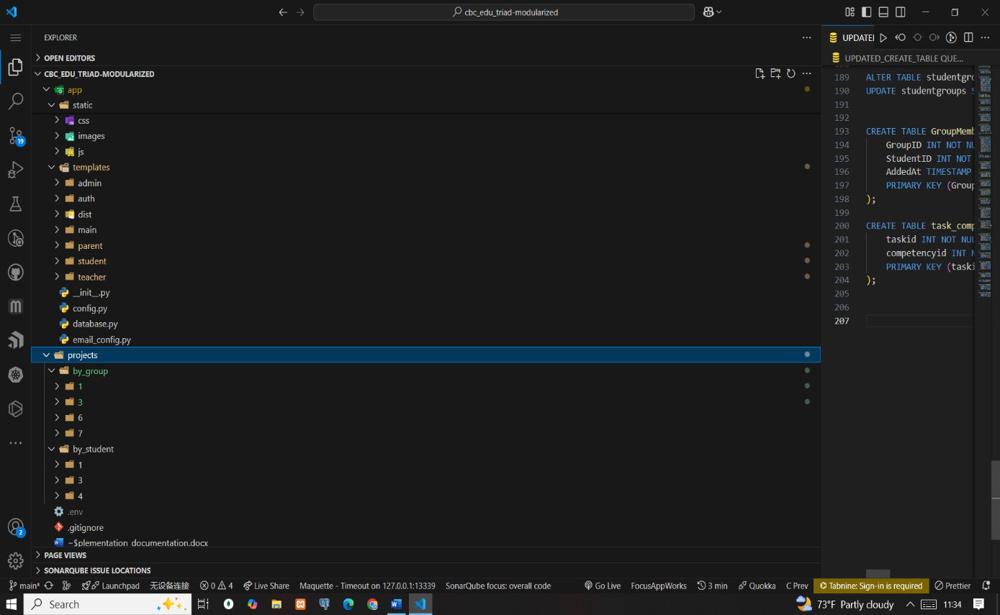 cbc_edu_triad-modularized
EXPLORER
OPEN EDITORS
CBC_EDU_TRIAD-MODULARIZED
app
static
css
images
js
templates
admin
auth
dist
main
parent
student
teacher
__init__.py
config.py
database.py
email_config.py
projects
by_group
1
3
6
7
by_student
1
3
4
.env
.gitignore
~$plementation_documentation.docx
PAGE VIEWS
SONARQUBE ISSUE LOCATIONS
19
2
UPDATE
UPDATED_CREATE_TABLE QUE...
189 ALTER TABLE studentgr
190 UPDATE studentgroups S
191
192
193 CREATE TABLE GroupMemb
194 GroupID INT NOT NU
195 StudentID INT NOT
196 AddedAt TIMESTAMP
197 PRIMARY KEY (Group
198 );
199
200 CREATE TABLE task_comp
201 taskid INT NOT NUL
202 competencyid INT N
203 PRIMARY KEY (taski
204 );
205
206
207
main* Launchpad 无设备连接 0 4 Live Share Maquette - Timeout on 127.0.0.1:13339 SonarQube focus: overall code Go Live FocusAppWorks 3 min Quokka C Prev Tabnine: Sign-in is required Prettier
Search 73°F Partly cloudy 11:34